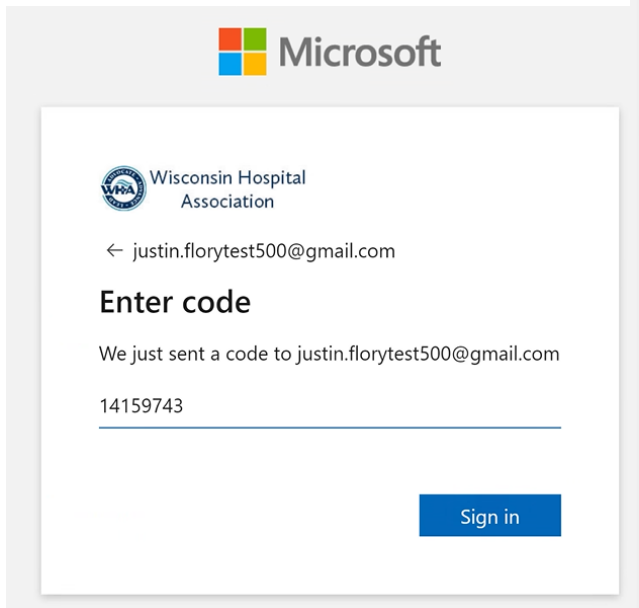 Microsoft
WHA
Wisconsin Hospital
Association
← justin.florytest500@gmail.com
Enter code
We just sent a code to justin.florytest500@gmail.com
14159743
Sign in